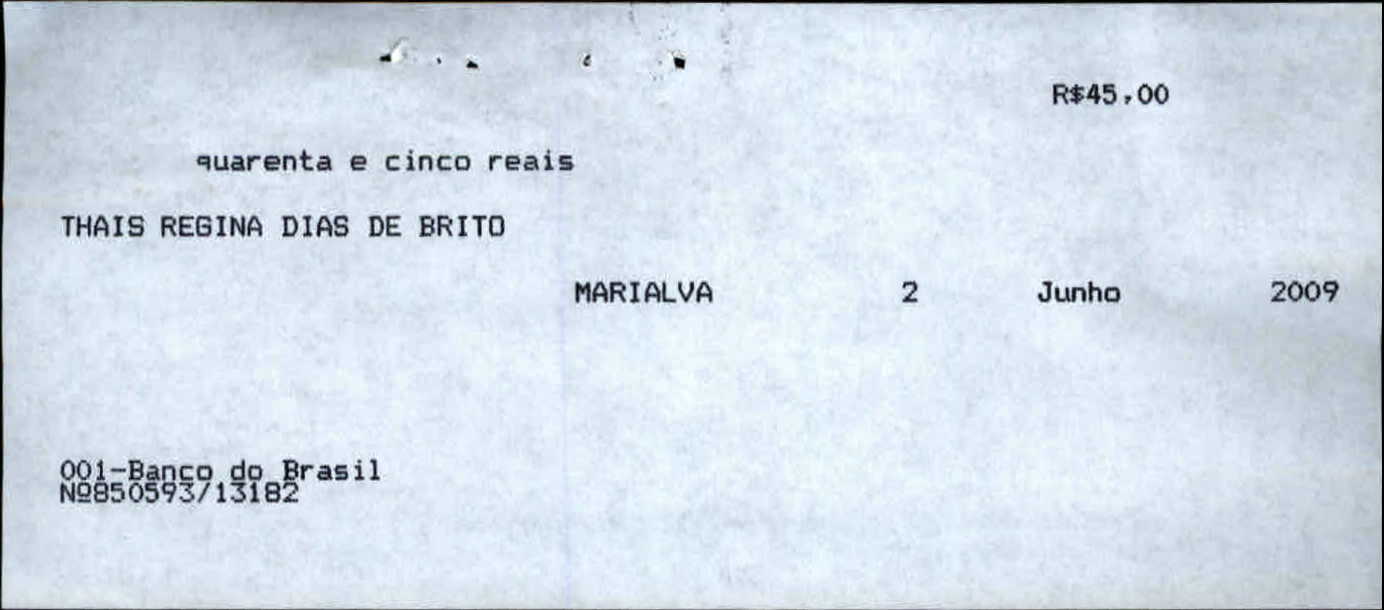 R$45,00
quarenta e cinco reais
THAIS REGINA DIAS DE BRITO
MARIALVA 2 Junho 2009
001-Banco do Brasil
Nº850593/13182